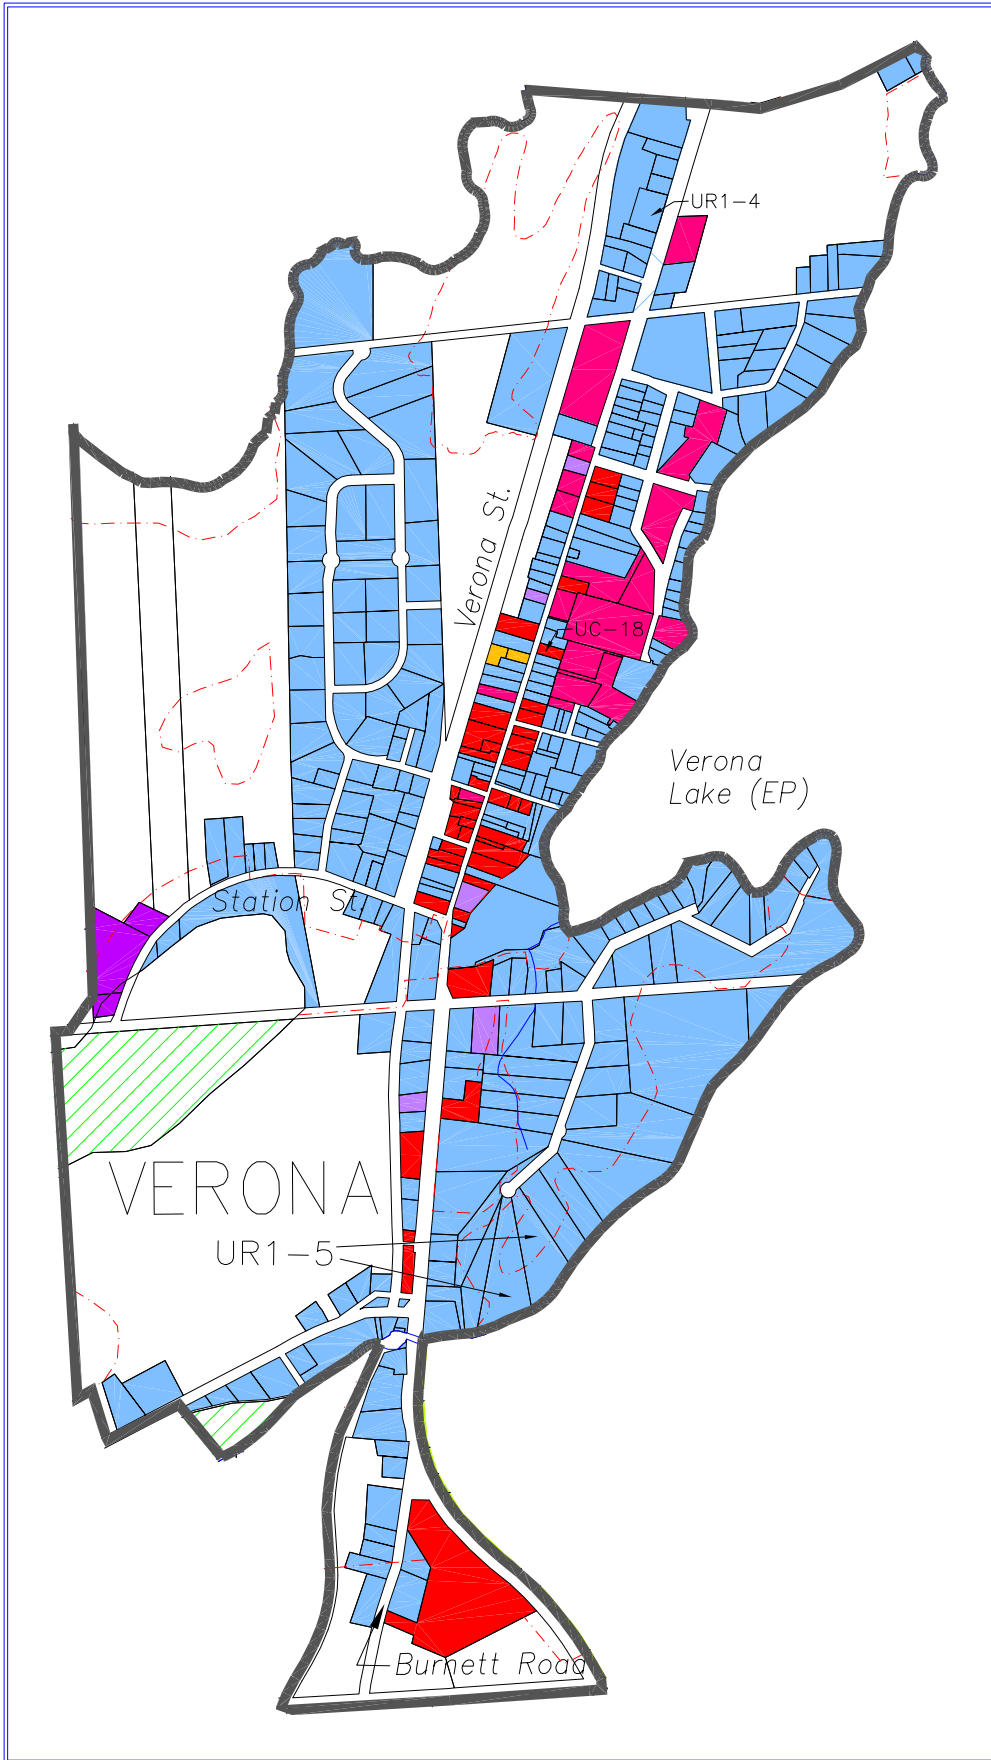 UR1-4
Verona St.
UC-18
Verona
Lake (EP)
Station St.
VERONA
UR1-5
Burnett Road